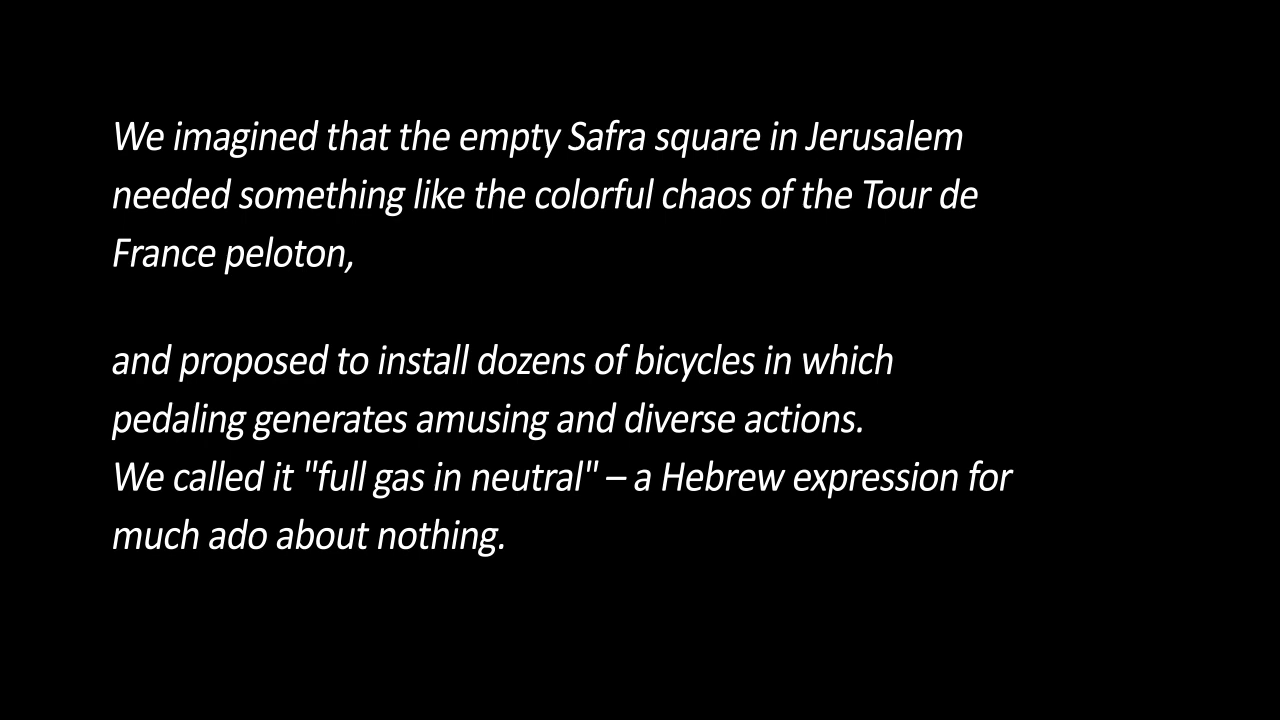 We imagined that the empty Safra square in Jerusalem
needed something like the colorful chaos of the Tour de
France peloton,
and proposed to install dozens of bicycles in which
pedaling generates amusing and diverse actions.
We called it "full gas in neutral" – a Hebrew expression for
much ado about nothing.